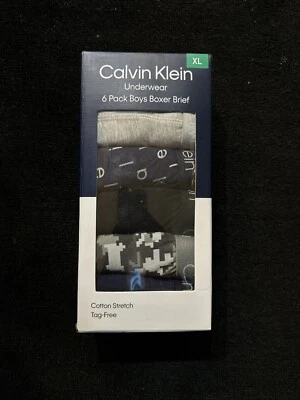 XL
Calvin Klein
Underwear
6 Pack Boys Boxer Brief
Cotton Stretch
Tag-Free